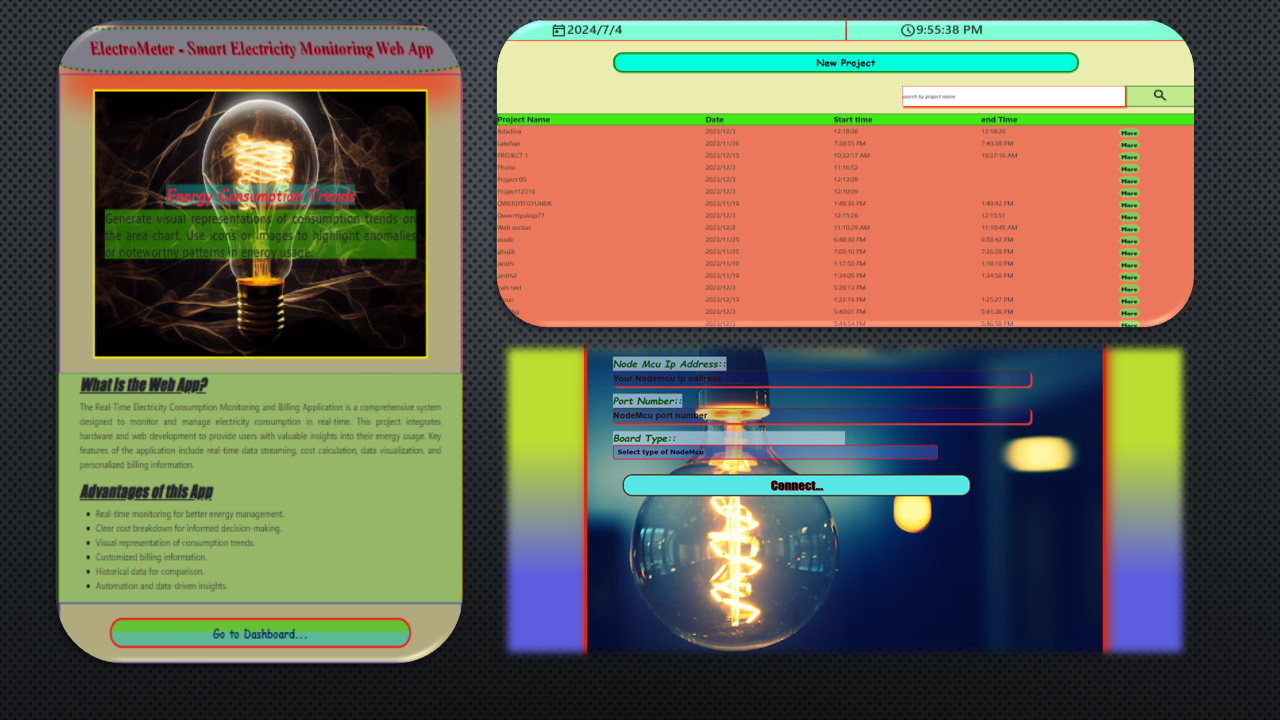 ElectroMeter - Smart Electricity Monitoring Web App
Energy Consumption Trends
Generate visual representations of consumption trends on
the area chart. Use icons or images to highlight anomalies
or noteworthy patterns in energy usage.
What is the Web App?
The Real-Time Electricity Consumption Monitoring and Billing Application is a comprehensive system
designed to monitor and manage electricity consumption in real-time. This project integrates
hardware and web development to provide users with valuable insights into their energy usage. Key
features of the application include real-time data streaming, cost calculation, data visualization, and
personalized billing information.
Advantages of this App
Real-time monitoring for better energy management.
Clear cost breakdown for informed decision-making.
Visual representation of consumption trends.
Customized billing information.
Historical data for comparison.
Automation and data-driven insights.
Go to Dashboard...
2024/7/4 9:55:38 PM
New Project
search by project name
Project Name Date Start time end Time
2023/12/3 12:18:06 12:18:20 More
Lakshan 2023/11/26 7:39:55 PM 7:40:38 PM More
PROJECT 1 2023/12/15 10:33:17 AM 10:37:16 AM More
Phone 2023/12/3 11:16:52 More
Project 00 2023/12/3 12:13:09 More
Project12316 2023/12/3 12:10:09 More
2023/11/19 1:48:38 PM 1:49:42 PM More
2023/12/3 12:15:26 12:15:51 More
Web socket 2023/12/3 11:10:29 AM 11:10:49 AM More
asadc 2023/11/25 6:48:30 PM 6:58:42 PM More
ghujik 2023/11/25 7:09:16 PM 7:26:28 PM More
janith 2023/11/19 1:17:50 PM 1:18:10 PM More
janith2 2023/11/19 1:34:09 PM 1:34:56 PM More
2023/12/3 5:28:13 PM More
2023/12/13 1:22:19 PM 1:25:27 PM More
2023/12/3 5:40:01 PM 5:41:38 PM More
2023/12/3 5:44:54 PM 5:46:58 PM More
Node Mcu Ip Address::
Your Nodemcu ip address
Port Number::
NodeMcu port number
Board Type::
Select type of NodeMcu
Connect...